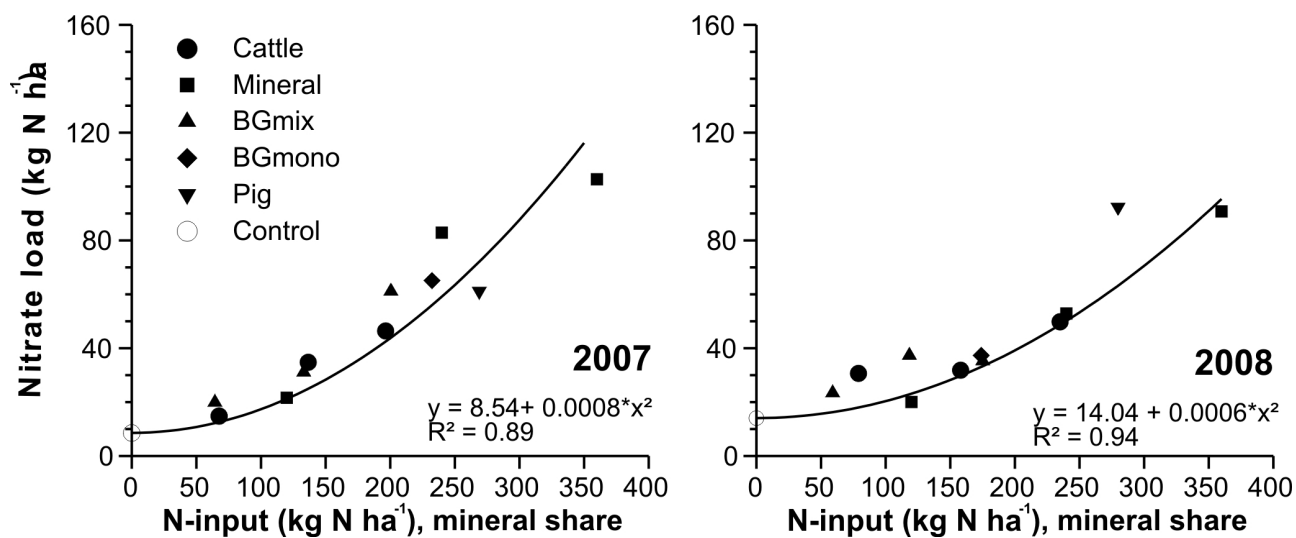 Nitrate load (kg N ha⁻¹)
160
120
80
40
0
Cattle
Mineral
BGmix
BGmono
Pig
Control
2007
y = 8.54+ 0.0008*x²
R² = 0.89
0 50 100 150 200 250 300 350 400
N-input (kg N ha⁻¹), mineral share
160
120
80
40
0
2008
y = 14.04 + 0.0006*x²
R² = 0.94
0 50 100 150 200 250 300 350 400
N-input (kg N ha⁻¹), mineral share